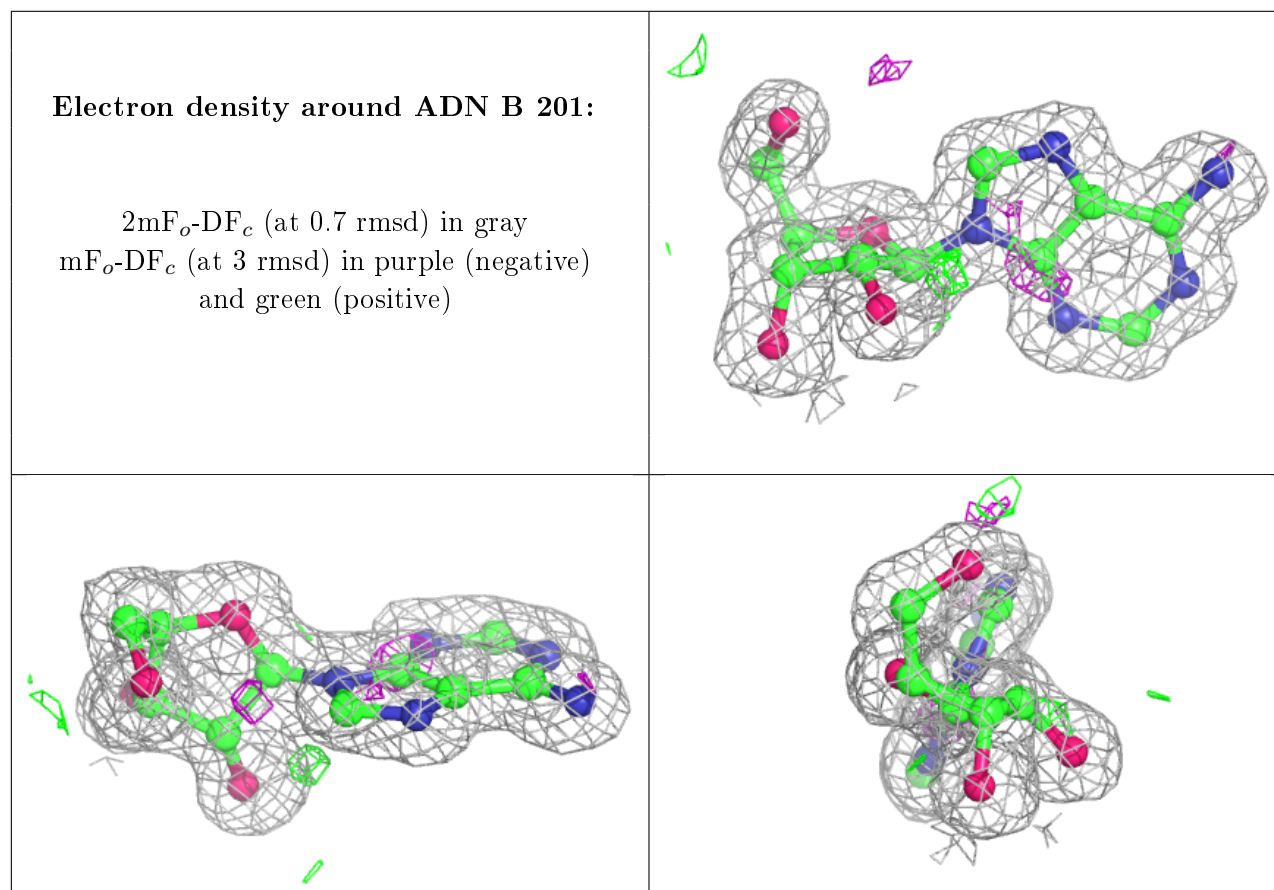 Electron density around ADN B 201:
2mFo-DFc (at 0.7 rmsd) in gray
mFo-DFc (at 3 rmsd) in purple (negative)
and green (positive)